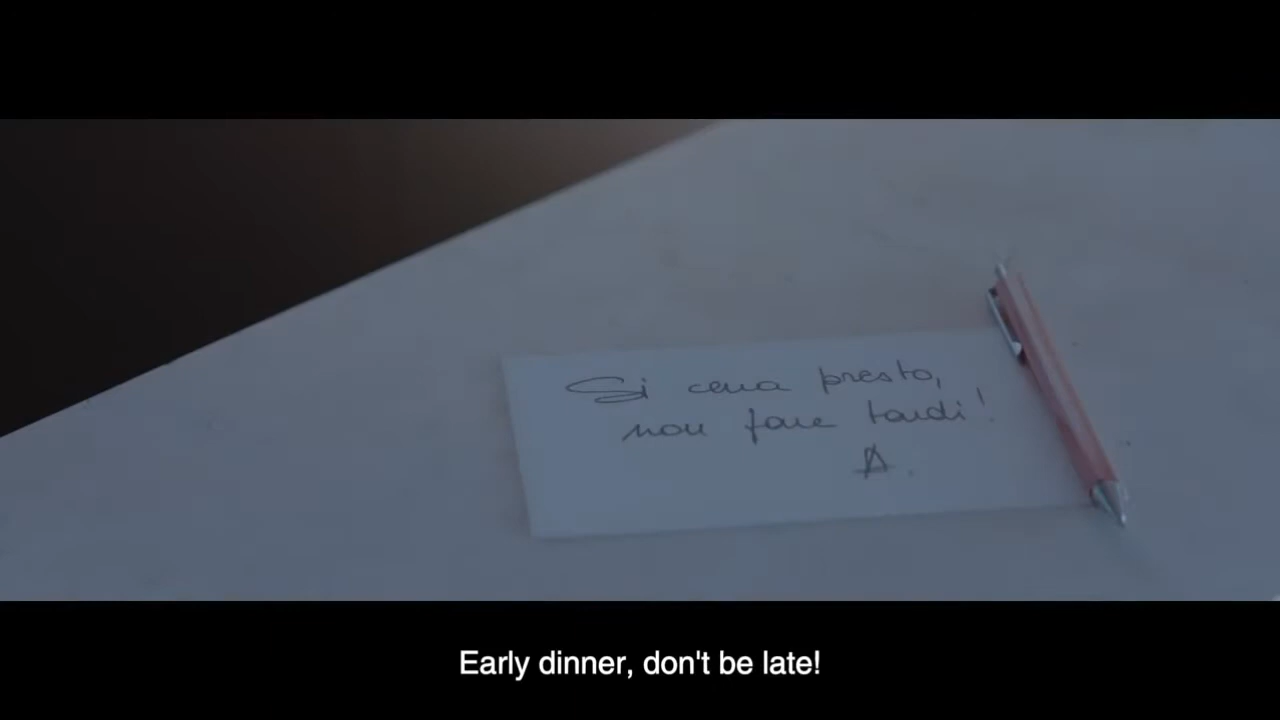 Si cena presto,
non fare tardi!
A.
Early dinner, don't be late!